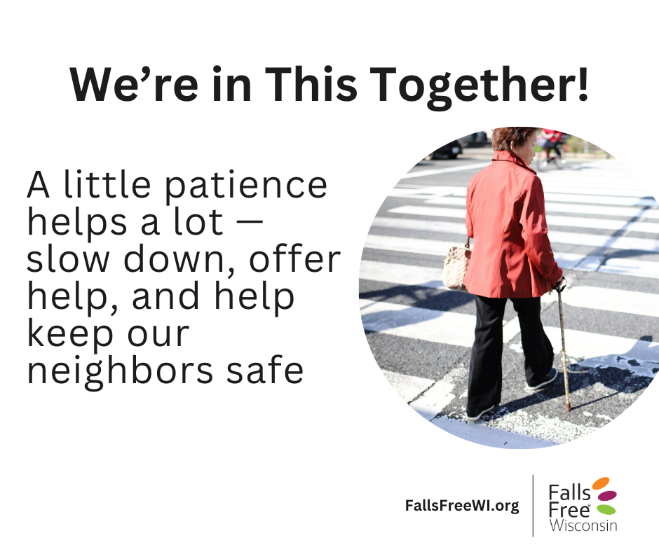 We’re in This Together!
A little patience
helps a lot —
slow down, offer
help, and help
keep our
neighbors safe
FallsFreeWI.org
Falls
Free
Wisconsin